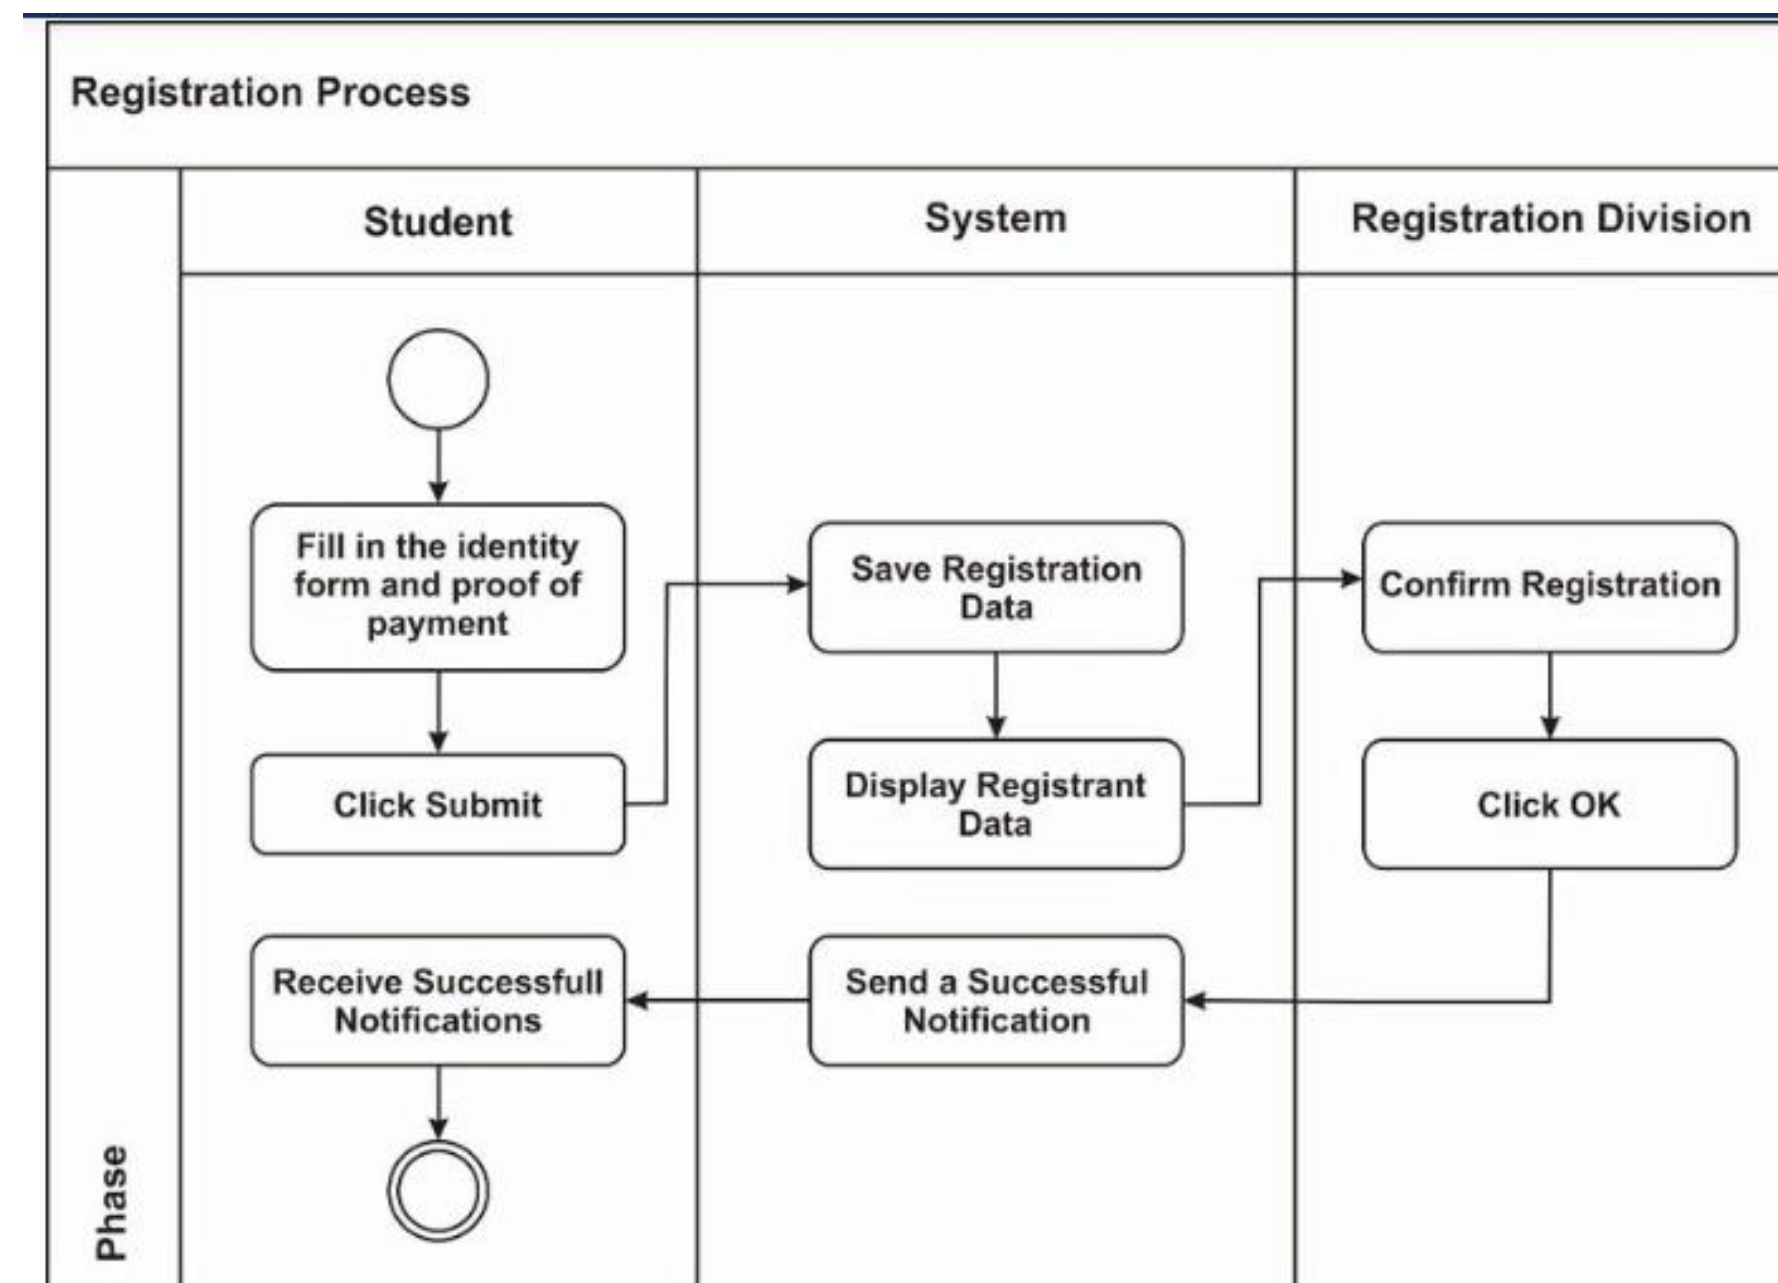 Registration Process
Student
System
Registration Division
Fill in the identity
form and proof of
payment
Click Submit
Save Registration
Data
Display Registrant
Data
Confirm Registration
Click OK
Send a Successful
Notification
Receive Successfull
Notifications
Phase